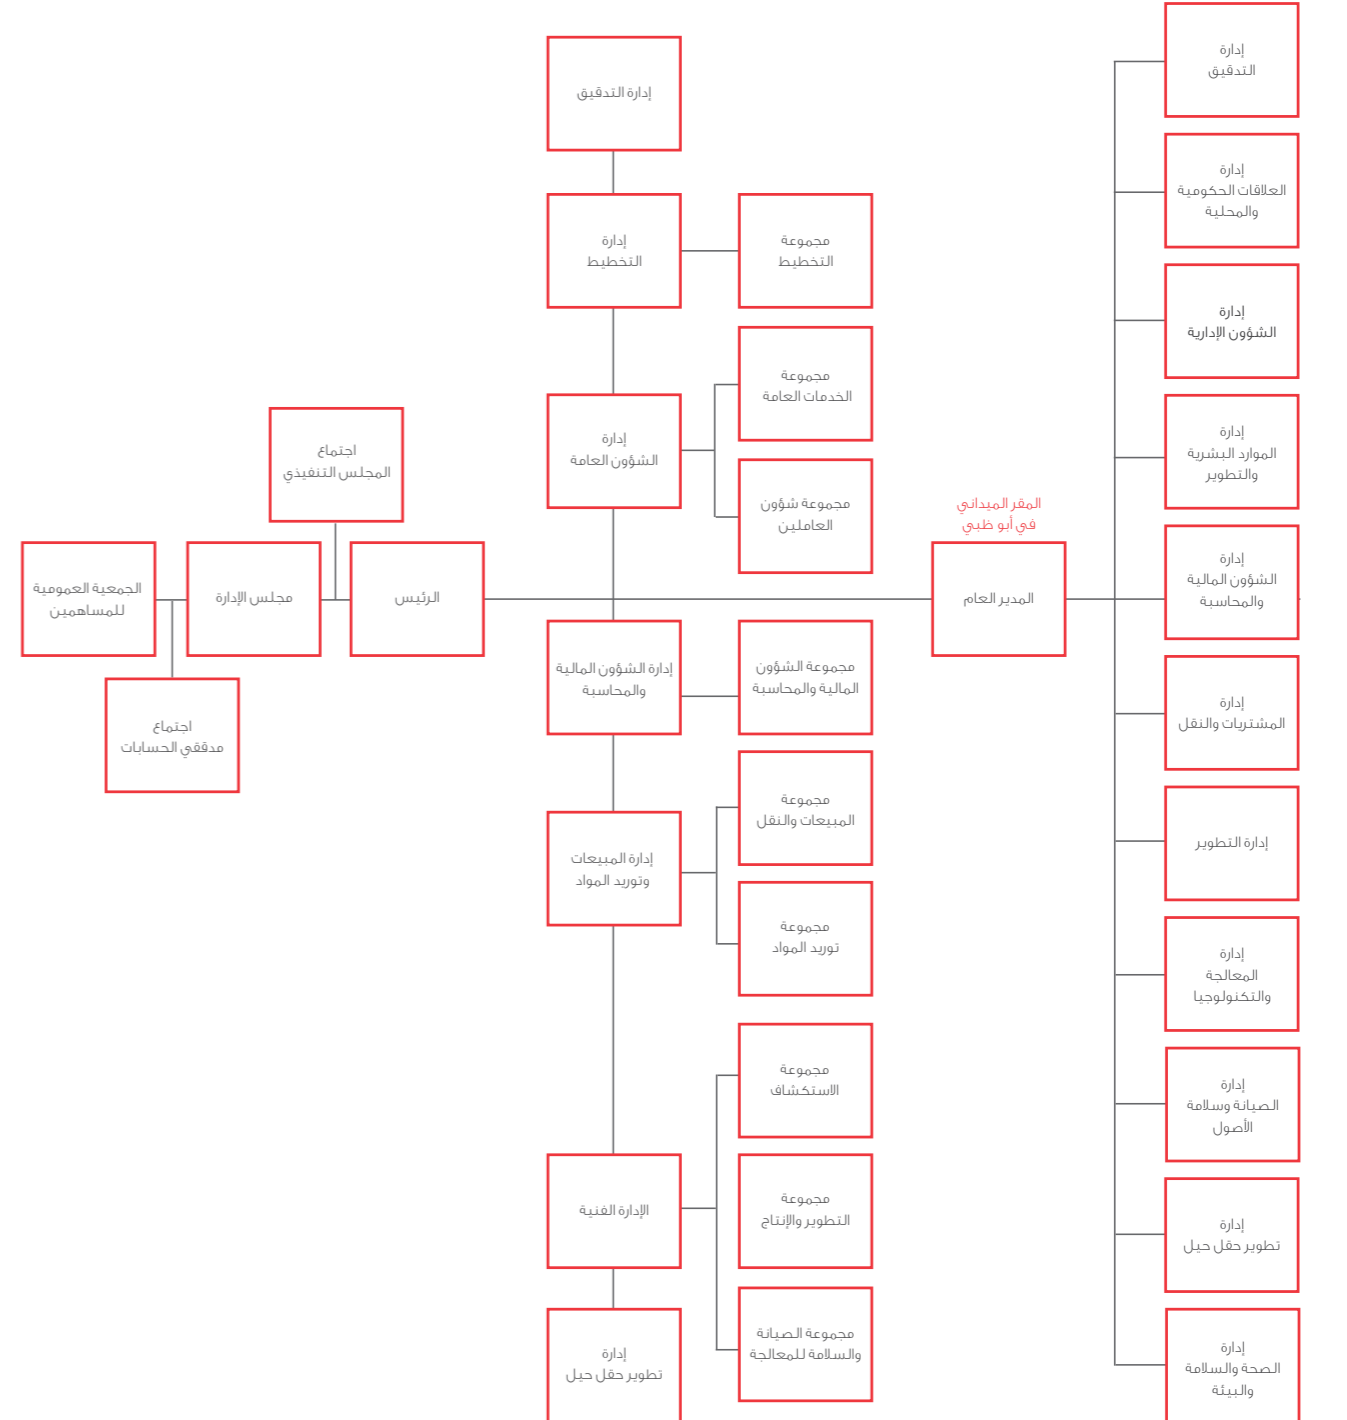 الجمعية العمومية
للمساهمين
اجتماع
مدققي الحسابات
مجلس الإدارة
اجتماع
المجلس التنفيذي
الرئيس
إدارة التدقيق
إدارة
التخطيط
مجموعة
التخطيط
إدارة
الشؤون العامة
مجموعة
الخدمات العامة
مجموعة شؤون
العاملين
إدارة الشؤون المالية
والمحاسبة
مجموعة الشؤون
المالية والمحاسبة
إدارة المبيعات
وتوريد المواد
مجموعة
المبيعات والنقل
مجموعة
توريد المواد
الإدارة الفنية
مجموعة
الاستكشاف
مجموعة
التطوير والإنتاج
مجموعة الصيانة
والسلامة للمعالجة
إدارة
تطوير حقل حيل
المقر الميداني
في أبو ظبي
المدير العام
إدارة
التدقيق
إدارة
العلاقات الحكومية
والمحلية
إدارة
الشؤون الإدارية
إدارة
الموارد البشرية
والتطوير
إدارة
الشؤون المالية
والمحاسبة
إدارة
المشتريات والنقل
إدارة التطوير
إدارة
المعالجة
والتكنولوجيا
إدارة
الصيانة وسلامة
الأصول
إدارة
تطوير حقل حيل
إدارة
الصحة والسلامة
والبيئة